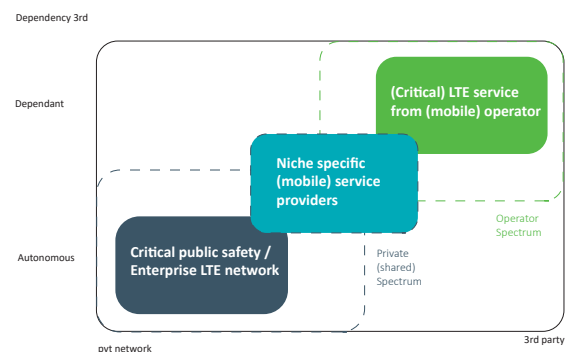 Dependency 3rd
Dependant
(Critical) LTE service
from (mobile) operator
Niche specific
(mobile) service
providers
Operator
Spectrum
Autonomous
Critical public safety /
Enterprise LTE network
Private
(shared)
Spectrum
3rd party
pvt network